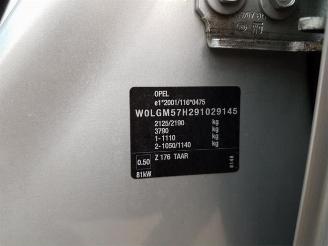 OPEL
e1*2001/116*0475
W0LGM57H291029145
2125/2190 kg
3790 kg
1-1110 kg
2-1050/1140 kg
0.50 Z 176 TAAR
81kW